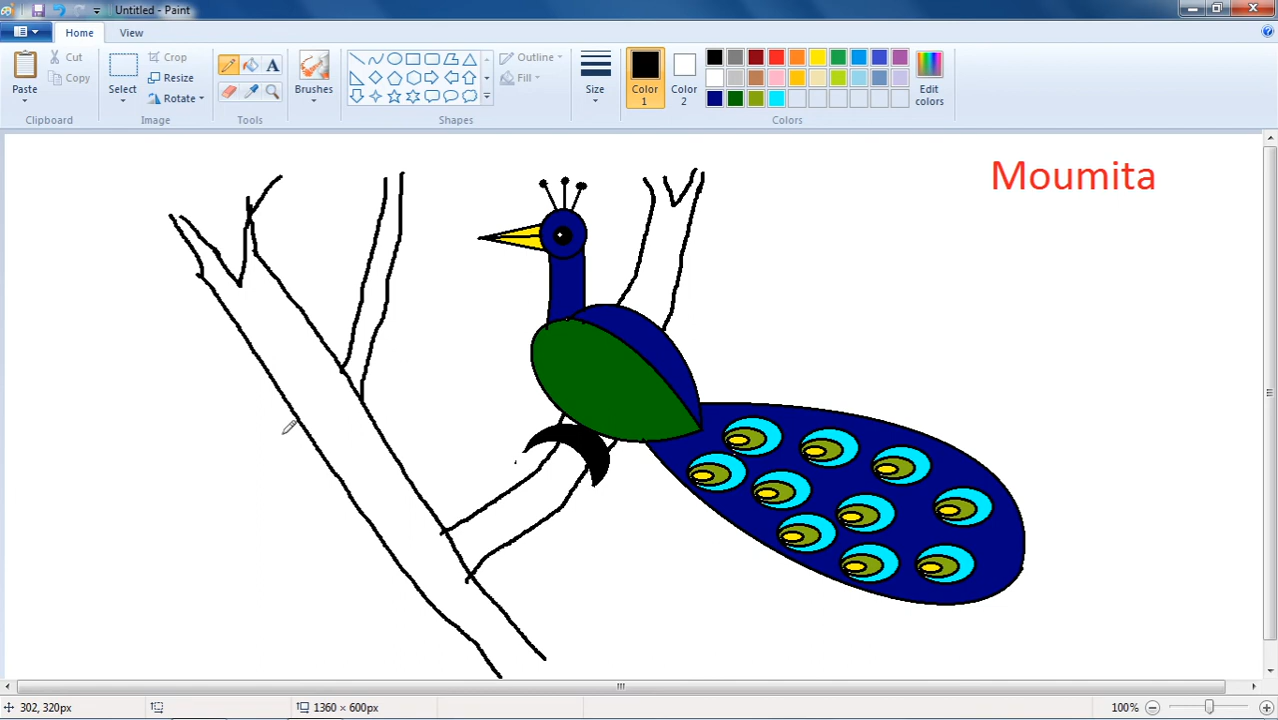 Untitled - Paint
Home
View
Paste
Cut
Copy
Clipboard
Select
Crop
Resize
Rotate
Image
Tools
Brushes
Shapes
Outline
Fill
Size
Color 1
Color 2
Edit colors
Colors
Moumita
302, 320px
1360 × 600px
100%